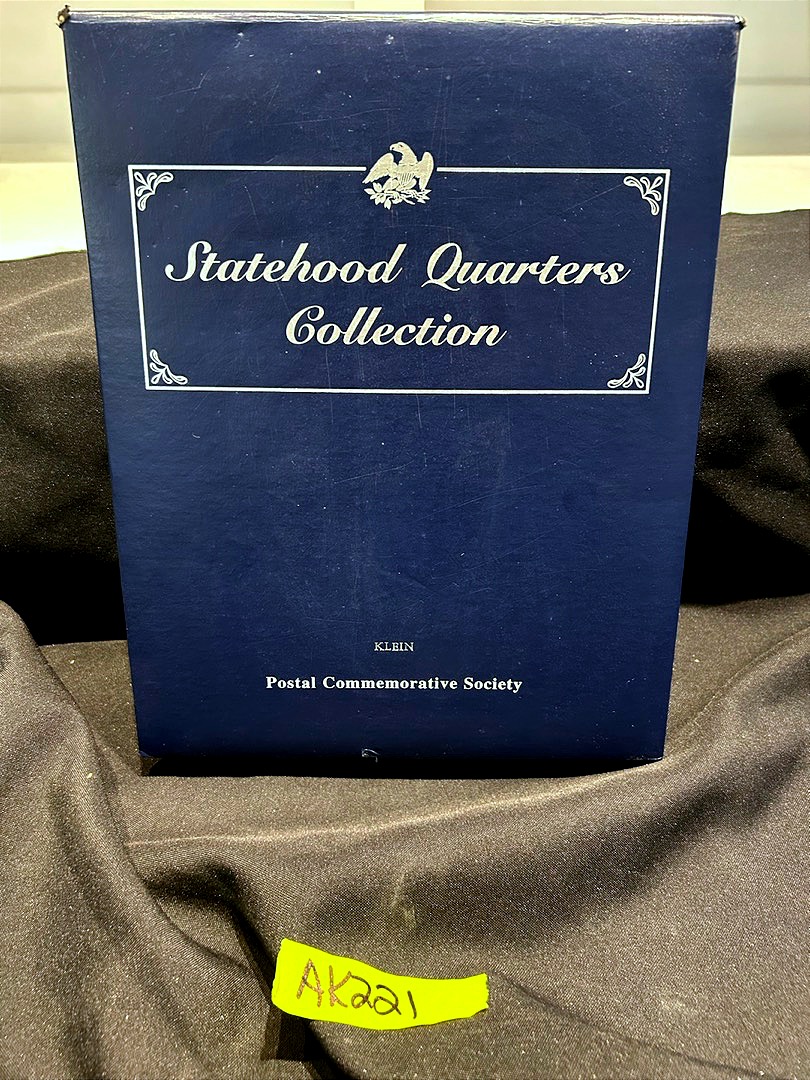 Statehood Quarters
Collection
KLEIN
Postal Commemorative Society
AK221